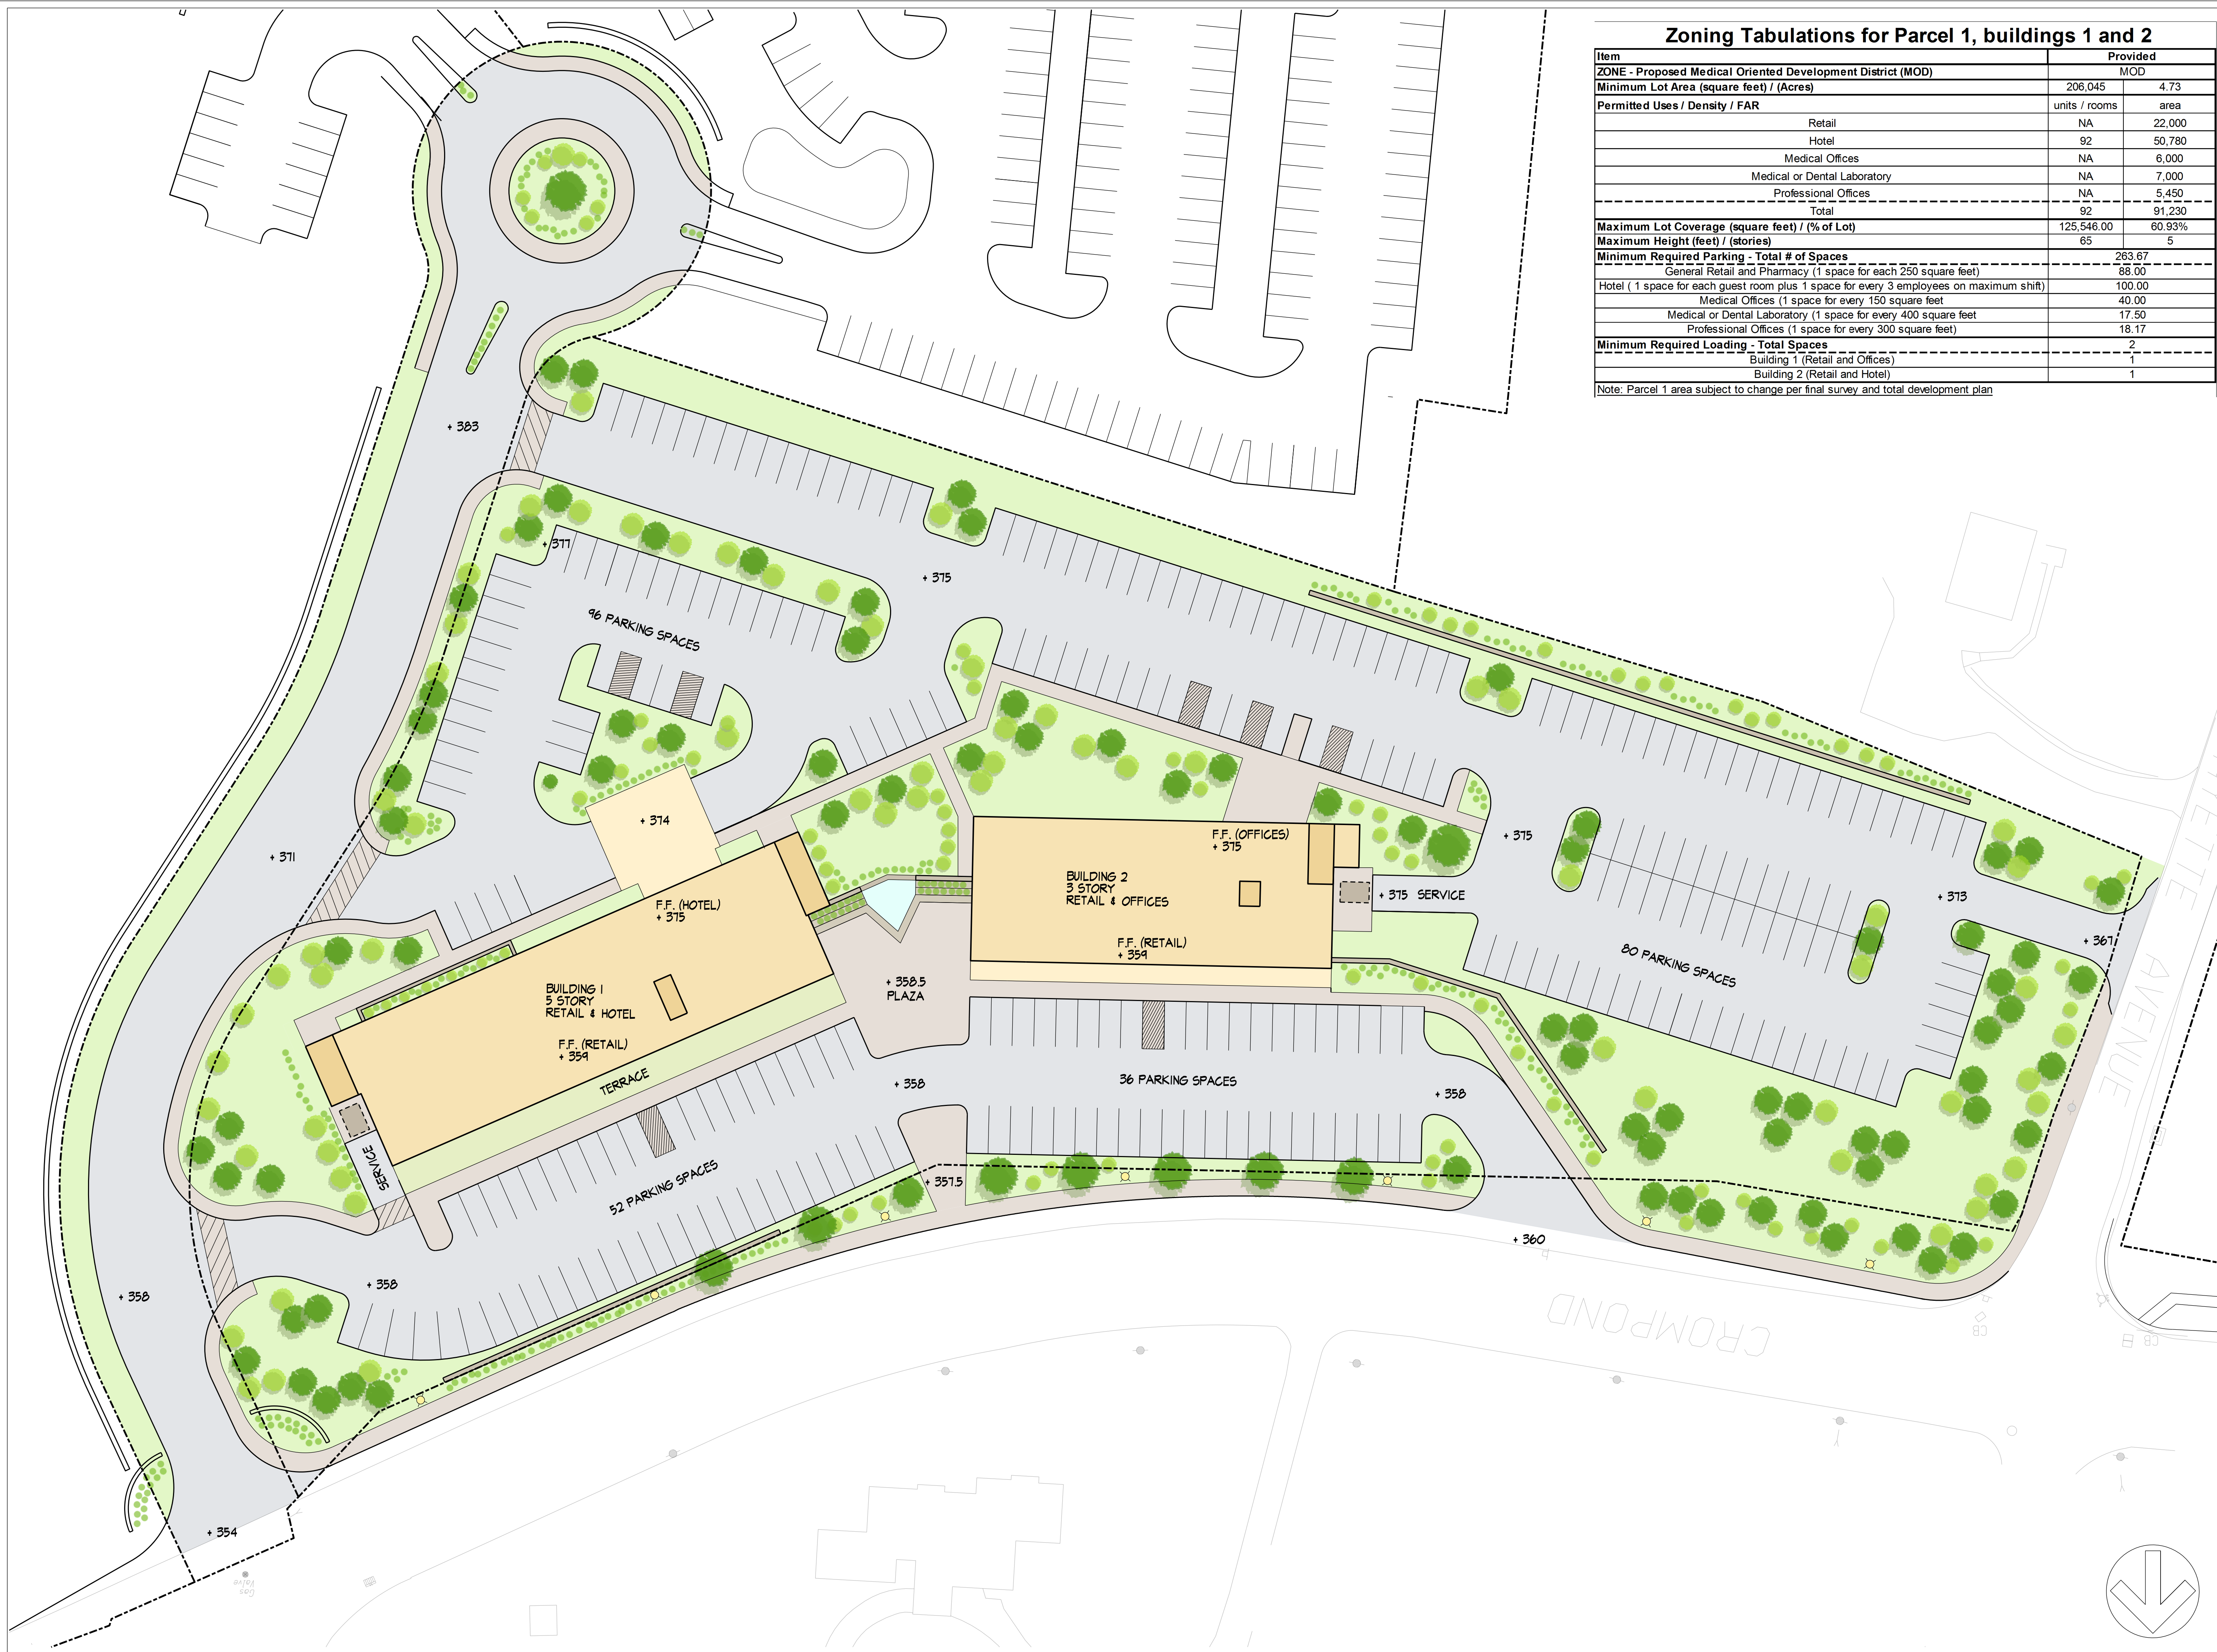 Zoning Tabulations for Parcel 1, buildings 1 and 2
Item Provided
ZONE - Proposed Medical Oriented Development District (MOD) MOD
Minimum Lot Area (square feet) / (Acres) 206,045 4.73
Permitted Uses / Density / FAR units / rooms area
Retail NA 22,000
Hotel 92 50,780
Medical Offices NA 6,000
Medical or Dental Laboratory NA 7,000
Professional Offices NA 5,450
Total 92 91,230
Maximum Lot Coverage (square feet) / (% of Lot) 125,546.00 60.93%
Maximum Height (feet) / (stories) 65 5
Minimum Required Parking - Total # of Spaces 263.67
General Retail and Pharmacy (1 space for each 250 square feet) 88.00
Hotel ( 1 space for each guest room plus 1 space for every 3 employees on maximum shift) 100.00
Medical Offices (1 space for every 150 square feet 40.00
Medical or Dental Laboratory (1 space for every 400 square feet 17.50
Professional Offices (1 space for every 300 square feet) 18.17
Minimum Required Loading - Total Spaces 2
Building 1 (Retail and Offices) 1
Building 2 (Retail and Hotel) 1
Note: Parcel 1 area subject to change per final survey and total development plan
+ 383
+ 377
+ 375
96 PARKING SPACES
+ 374
+ 371
F.F. (OFFICES)
+ 375
+ 375
BUILDING 2
3 STORY
RETAIL & OFFICES
+ 375 SERVICE
+ 373
F.F. (HOTEL)
+ 375
F.F. (RETAIL)
+ 359
+ 367
80 PARKING SPACES
+ 358.5
PLAZA
BUILDING 1
5 STORY
RETAIL & HOTEL
F.F. (RETAIL)
+ 359
TERRACE
+ 358
36 PARKING SPACES
+ 358
SERVICE
52 PARKING SPACES
+ 357.5
+ 360
+ 358
+ 358
CROMPOND
AVENUE
CB
CB
+ 354
Gas
Valve